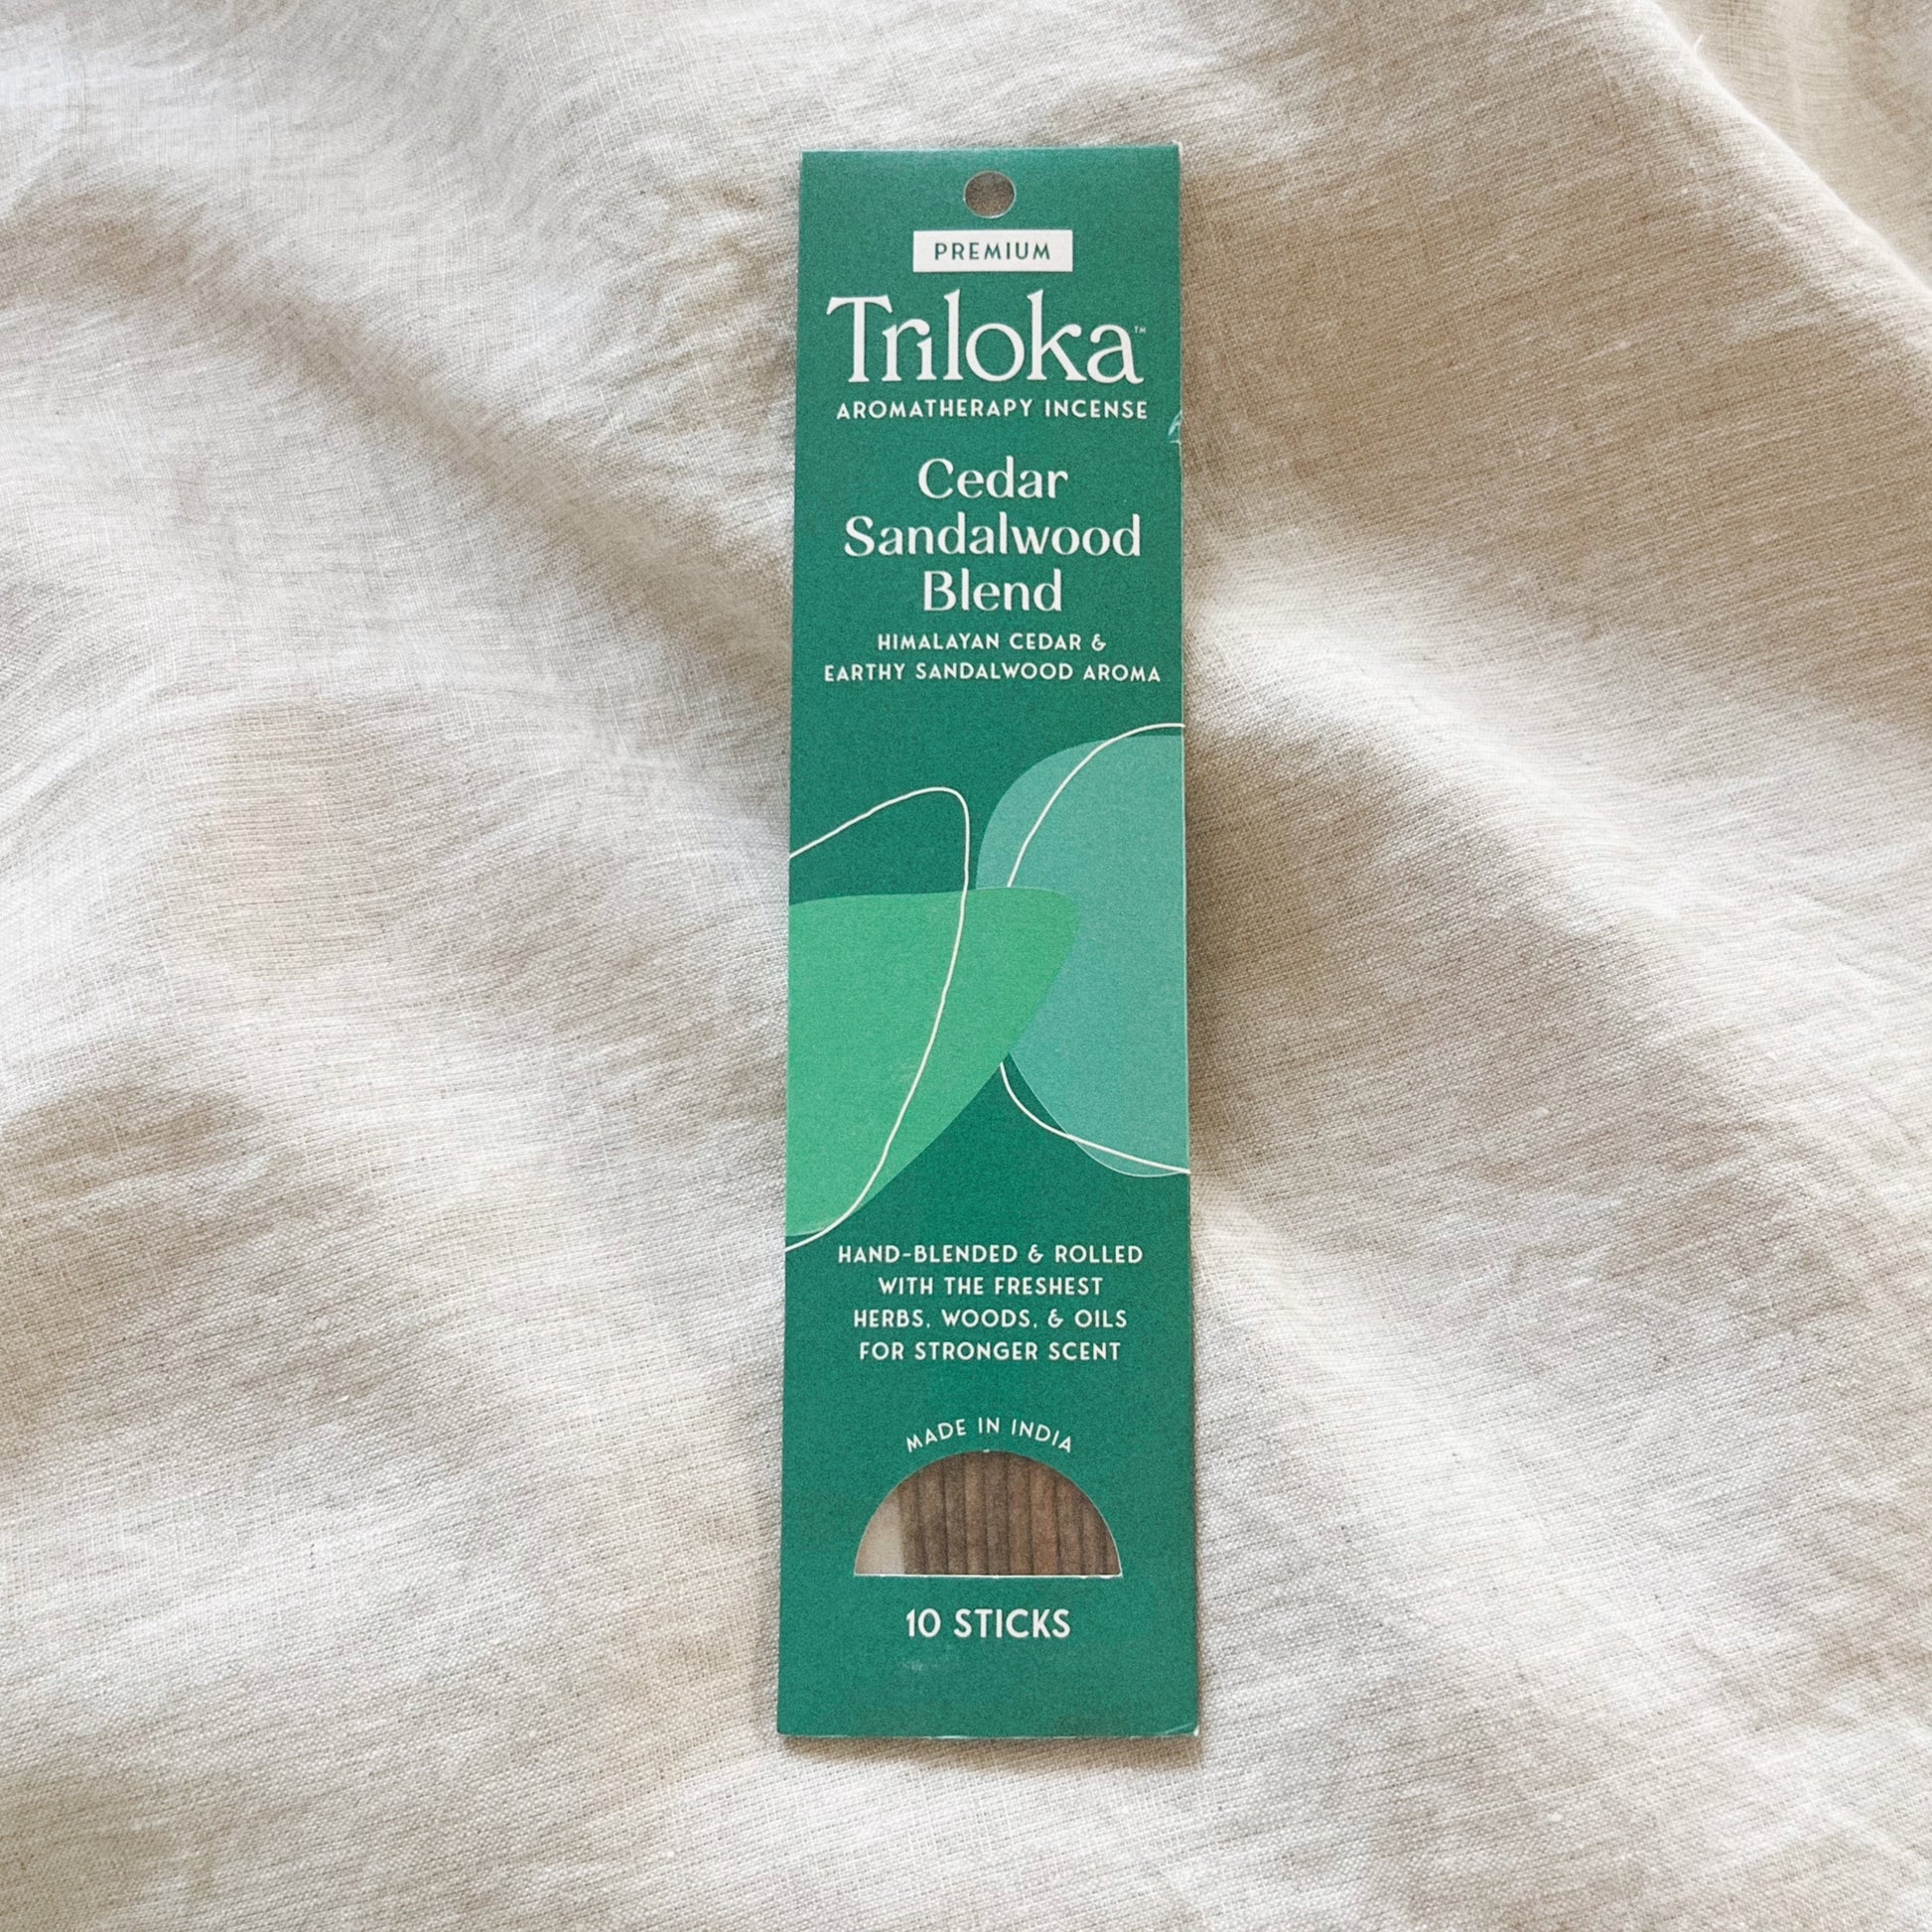 PREMIUM
Triloka™
AROMATHERAPY INCENSE
Cedar
Sandalwood
Blend
HIMALAYAN CEDAR &
EARTHY SANDALWOOD AROMA
HAND-BLENDED & ROLLED
WITH THE FRESHEST
HERBS, WOODS, & OILS
FOR STRONGER SCENT
MADE IN INDIA
10 STICKS